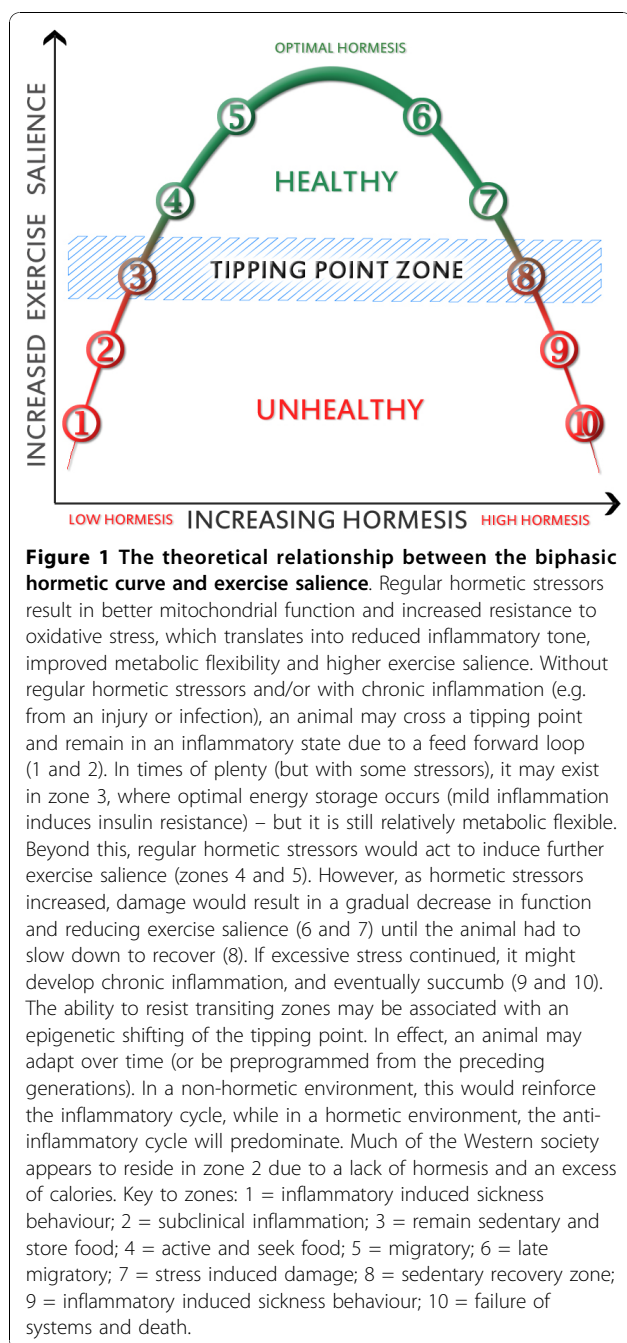 OPTIMAL HORMESIS
INCREASED EXERCISE SALIENCE
5
6
HEALTHY
4
7
TIPPING POINT ZONE
3
8
2
9
UNHEALTHY
1
10
LOW HORMESIS INCREASING HORMESIS HIGH HORMESIS
Figure 1 The theoretical relationship between the biphasic
hormetic curve and exercise salience. Regular hormetic stressors
result in better mitochondrial function and increased resistance to
oxidative stress, which translates into reduced inflammatory tone,
improved metabolic flexibility and higher exercise salience. Without
regular hormetic stressors and/or with chronic inflammation (e.g.
from an injury or infection), an animal may cross a tipping point
and remain in an inflammatory state due to a feed forward loop
(1 and 2). In times of plenty (but with some stressors), it may exist
in zone 3, where optimal energy storage occurs (mild inflammation
induces insulin resistance) – but it is still relatively metabolic flexible.
Beyond this, regular hormetic stressors would act to induce further
exercise salience (zones 4 and 5). However, as hormetic stressors
increased, damage would result in a gradual decrease in function
and reducing exercise salience (6 and 7) until the animal had to
slow down to recover (8). If excessive stress continued, it might
develop chronic inflammation, and eventually succumb (9 and 10).
The ability to resist transiting zones may be associated with an
epigenetic shifting of the tipping point. In effect, an animal may
adapt over time (or be preprogrammed from the preceding
generations). In a non-hormetic environment, this would reinforce
the inflammatory cycle, while in a hormetic environment, the anti-
inflammatory cycle will predominate. Much of the Western society
appears to reside in zone 2 due to a lack of hormesis and an excess
of calories. Key to zones: 1 = inflammatory induced sickness
behaviour; 2 = subclinical inflammation; 3 = remain sedentary and
store food; 4 = active and seek food; 5 = migratory; 6 = late
migratory; 7 = stress induced damage; 8 = sedentary recovery zone;
9 = inflammatory induced sickness behaviour; 10 = failure of
systems and death.